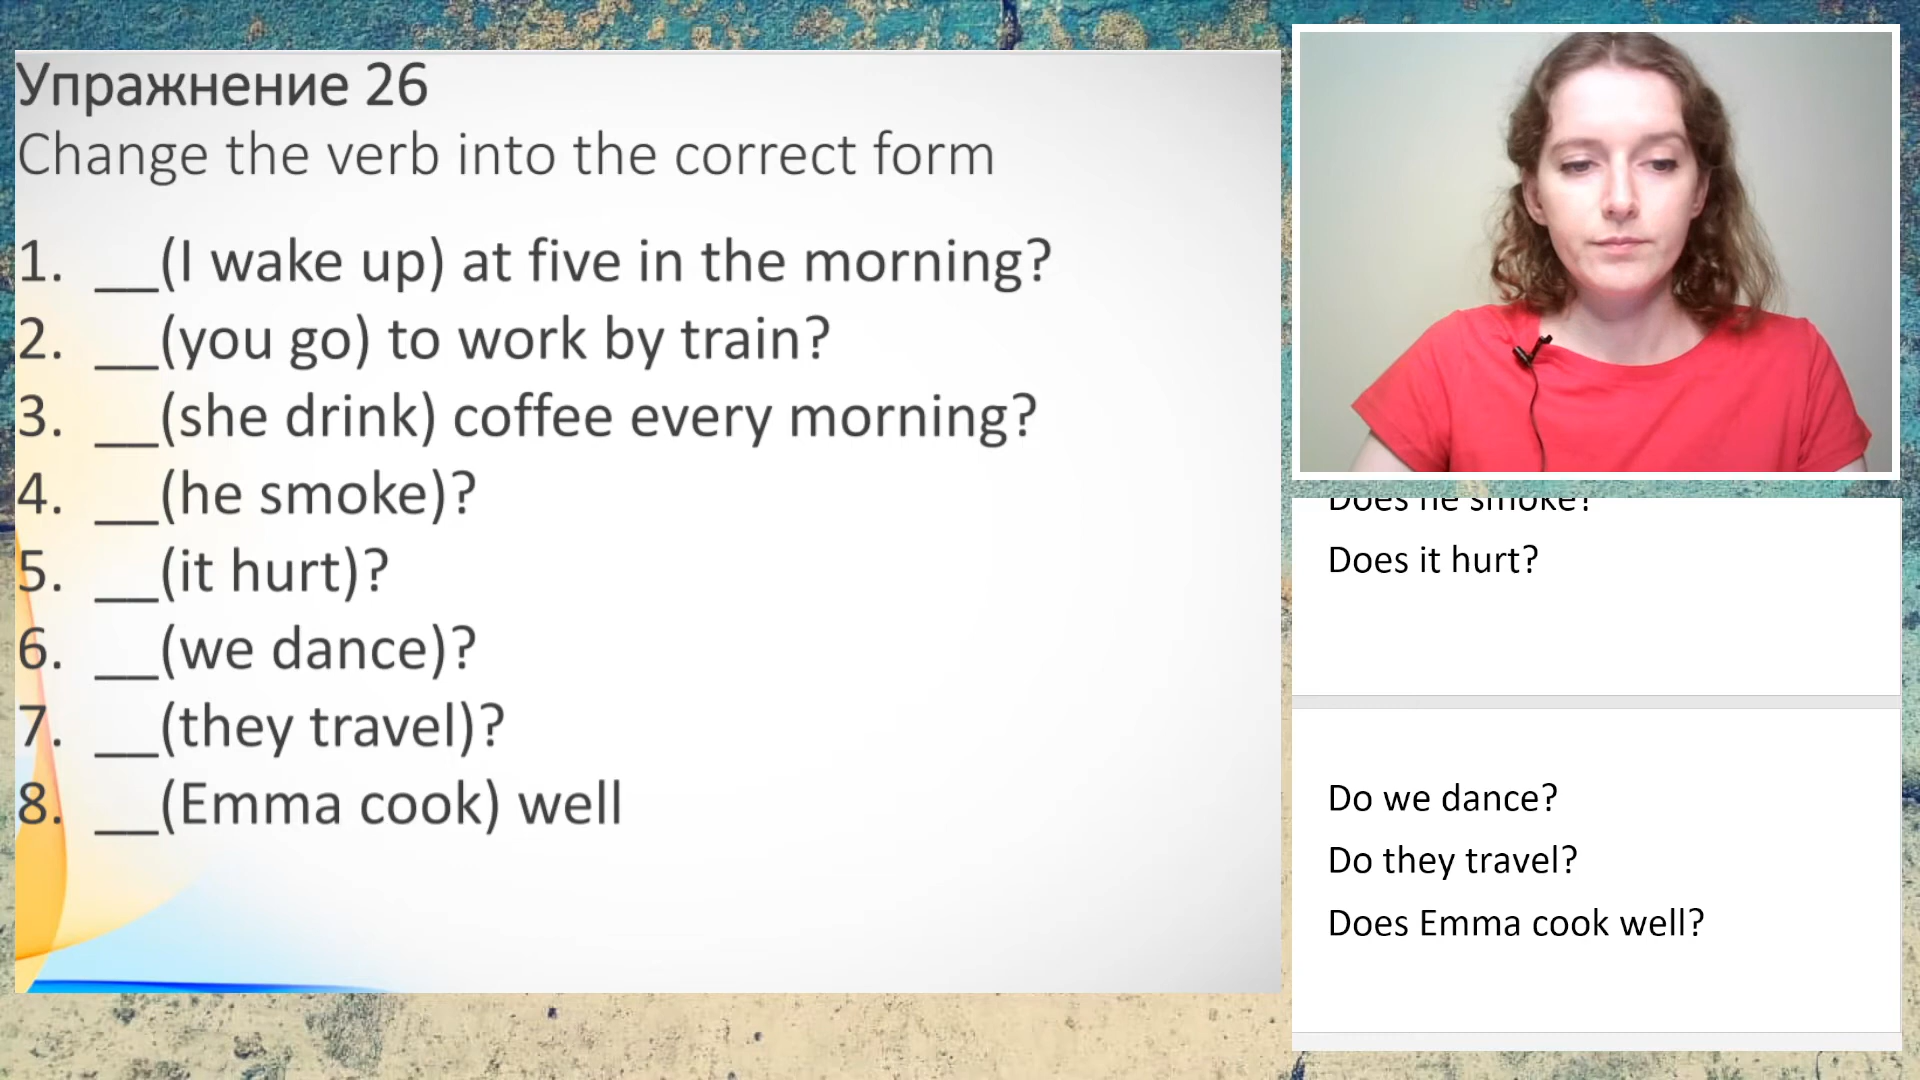 Упражнение 26
Change the verb into the correct form
1. __(I wake up) at five in the morning?
2. __(you go) to work by train?
3. __(she drink) coffee every morning?
4. __(he smoke)?
5. __(it hurt)?
6. __(we dance)?
7. __(they travel)?
8. __(Emma cook) well
Does he smoke?
Does it hurt?
Do we dance?
Do they travel?
Does Emma cook well?